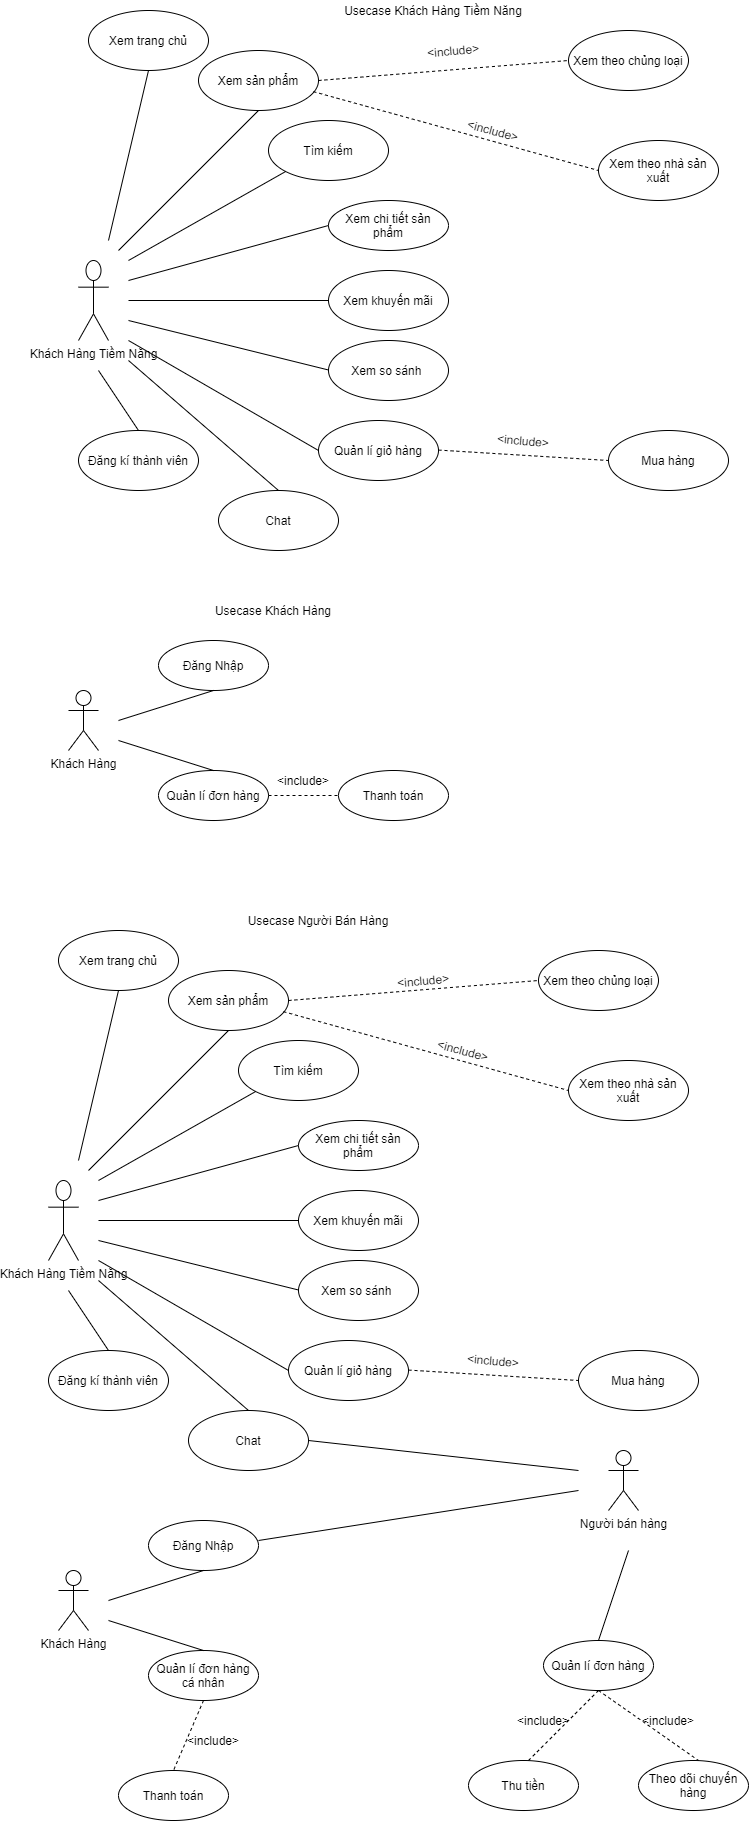 Usecase Khách Hàng Tiềm Năng
Xem trang chủ
Xem sản phẩm
<include>
Xem theo chủng loại
<include>
Tìm kiếm
Xem theo nhà sản
xuất
Xem chi tiết sản
phẩm
Xem khuyến mãi
Khách Hàng Tiềm Năng
Xem so sánh
Đăng kí thành viên
Quản lí giỏ hàng
<include>
Mua hàng
Chat
Usecase Khách Hàng
Đăng Nhập
Khách Hàng
Quản lí đơn hàng
<include>
Thanh toán
Usecase Người Bán Hàng
Xem trang chủ
Xem sản phẩm
<include>
Xem theo chủng loại
<include>
Tìm kiếm
Xem theo nhà sản
xuất
Xem chi tiết sản
phẩm
Xem khuyến mãi
Khách Hàng Tiềm Năng
Xem so sánh
Đăng kí thành viên
Quản lí giỏ hàng
<include>
Mua hàng
Chat
Người bán hàng
Đăng Nhập
Khách Hàng
Quản lí đơn hàng
cá nhân
Quản lí đơn hàng
<include>
<include>
<include>
Thanh toán
Thu tiền
Theo dõi chuyến
hàng